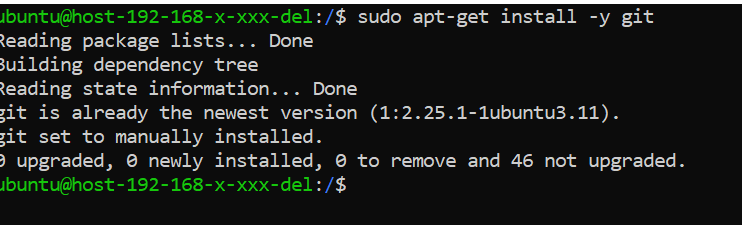 ubuntu@host-192-168-x-xxx-del:/$ sudo apt-get install -y git
Reading package lists... Done
Building dependency tree
Reading state information... Done
git is already the newest version (1:2.25.1-1ubuntu3.11).
git set to manually installed.
0 upgraded, 0 newly installed, 0 to remove and 46 not upgraded.
ubuntu@host-192-168-x-xxx-del:/$